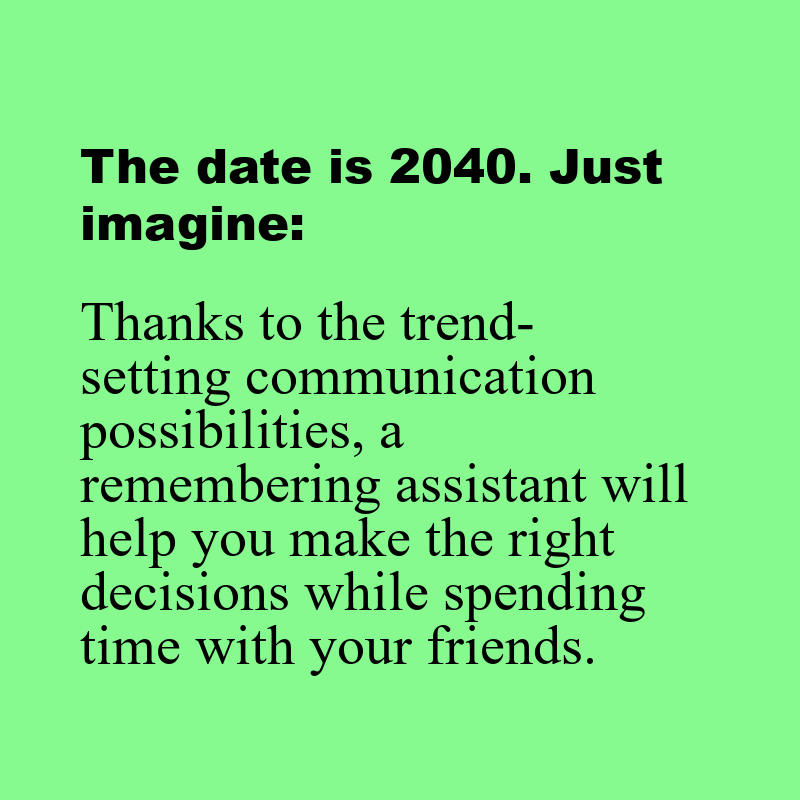 The date is 2040. Just
imagine:
Thanks to the trend-
setting communication
possibilities, a
remembering assistant will
help you make the right
decisions while spending
time with your friends.